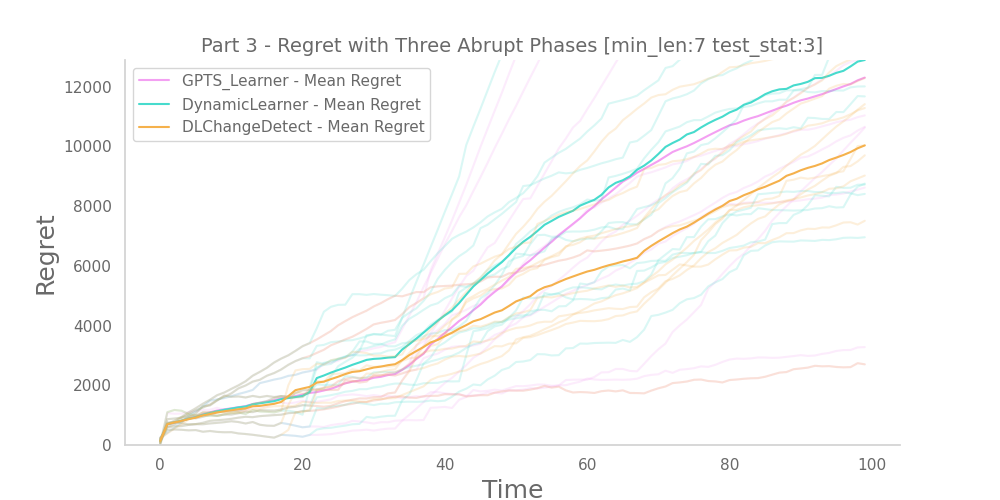 Part 3 - Regret with Three Abrupt Phases [min_len:7 test_stat:3]
GPTS_Learner - Mean Regret
DynamicLearner - Mean Regret
DLChangeDetect - Mean Regret
12000
10000
8000
6000
4000
2000
0
Regret
0 20 40 60 80 100
Time